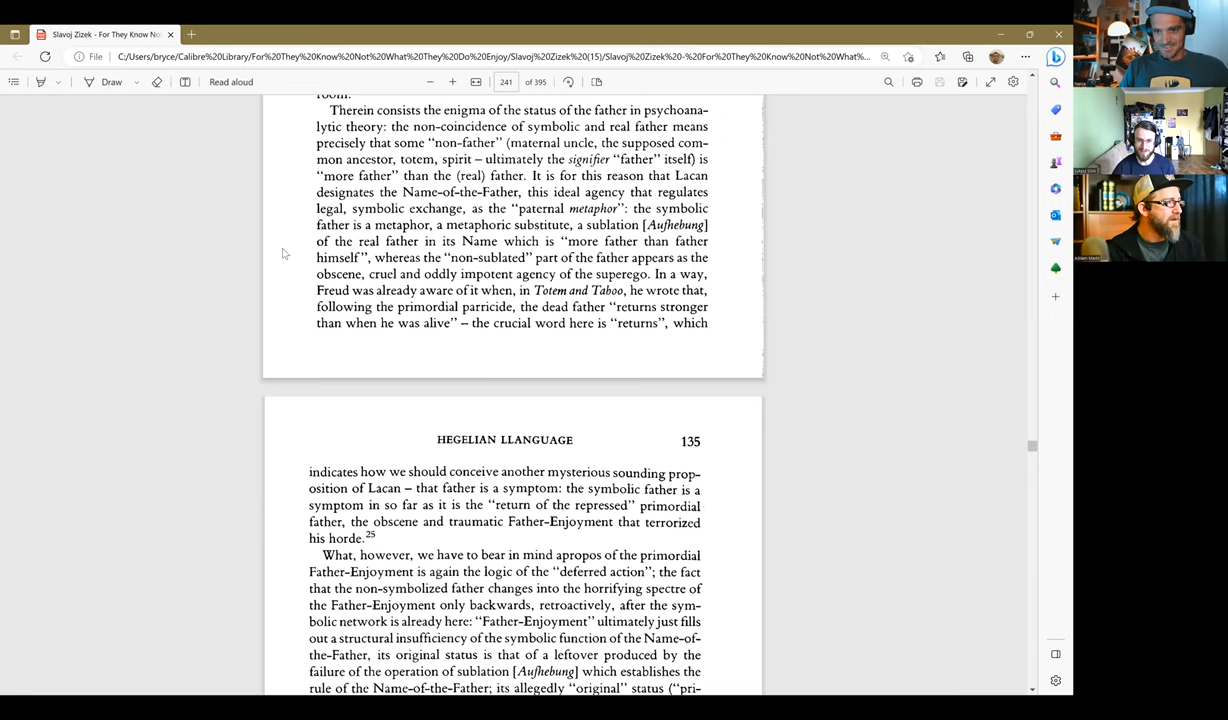 Slavoj Zizek - For They Know Not
File
C:/Users/bryce/Calibre%20Library/For%20They%20Know%20Not%20What%20They%20Do%20Enjoy/Slavoj%20Zizek%20(15)/Slavoj%20Zizek%20-%20For%20They%20Know%20Not%20What%...
Draw
Read aloud
241
of 395
room.
Therein consists the enigma of the status of the father in psychoana-
lytic theory: the non-coincidence of symbolic and real father means
precisely that some “non-father” (maternal uncle, the supposed com-
mon ancestor, totem, spirit – ultimately the signifier “father” itself) is
“more father” than the (real) father. It is for this reason that Lacan
designates the Name-of-the-Father, this ideal agency that regulates
legal, symbolic exchange, as the “paternal metaphor”: the symbolic
father is a metaphor, a metaphoric substitute, a sublation [Aufhebung]
of the real father in its Name which is “more father than father
himself”, whereas the “non-sublated” part of the father appears as the
obscene, cruel and oddly impotent agency of the superego. In a way,
Freud was already aware of it when, in Totem and Taboo, he wrote that,
following the primordial parricide, the dead father “returns stronger
than when he was alive” – the crucial word here is “returns”, which
HEGELIAN LLANGUAGE
135
indicates how we should conceive another mysterious sounding prop-
osition of Lacan – that father is a symptom: the symbolic father is a
symptom in so far as it is the “return of the repressed” primordial
father, the obscene and traumatic Father-Enjoyment that terrorized
his horde.25
What, however, we have to bear in mind apropos of the primordial
Father-Enjoyment is again the logic of the “deferred action”; the fact
that the non-symbolized father changes into the horrifying spectre of
the Father-Enjoyment only backwards, retroactively, after the sym-
bolic network is already here: “Father-Enjoyment” ultimately just fills
out a structural insufficiency of the symbolic function of the Name-of-
the-Father, its original status is that of a leftover produced by the
failure of the operation of sublation [Aufhebung] which establishes the
rule of the Name-of-the-Father; its allegedly “original” status (“pri-